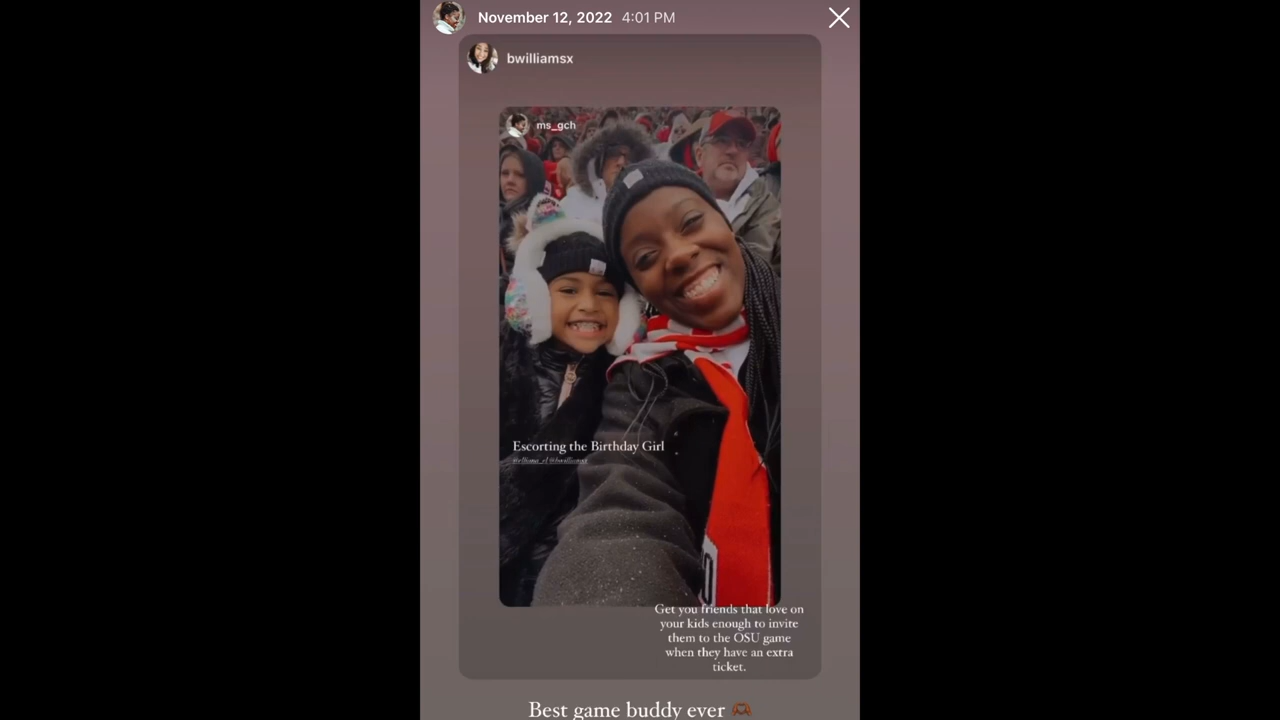 November 12, 2022 4:01 PM
bwilliamsx
ms_gch
Escorting the Birthday Girl
Get you friends that love on
your kids enough to invite
them to the OSU game
when they have an extra
ticket.
Best game buddy ever 🫶🏾